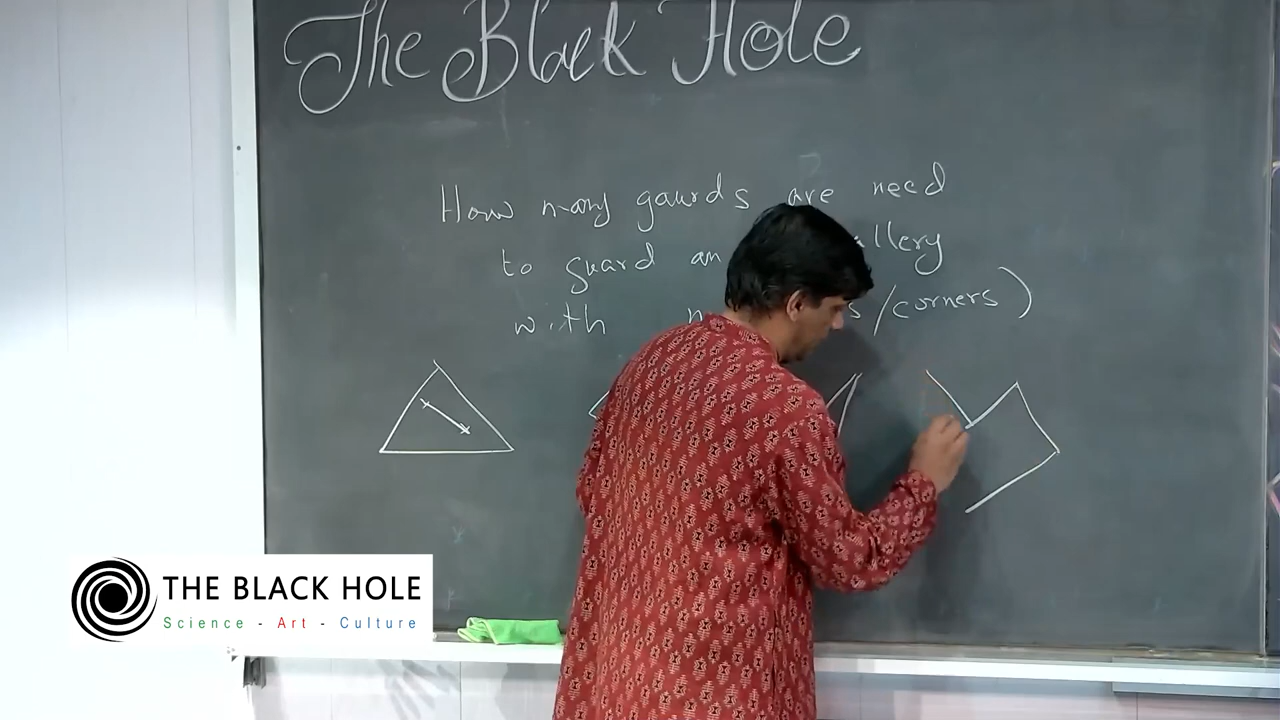 The Black Hole
How many gaurds are need
to guard an
with /corners)
THE BLACK HOLE
Science - Art - Culture